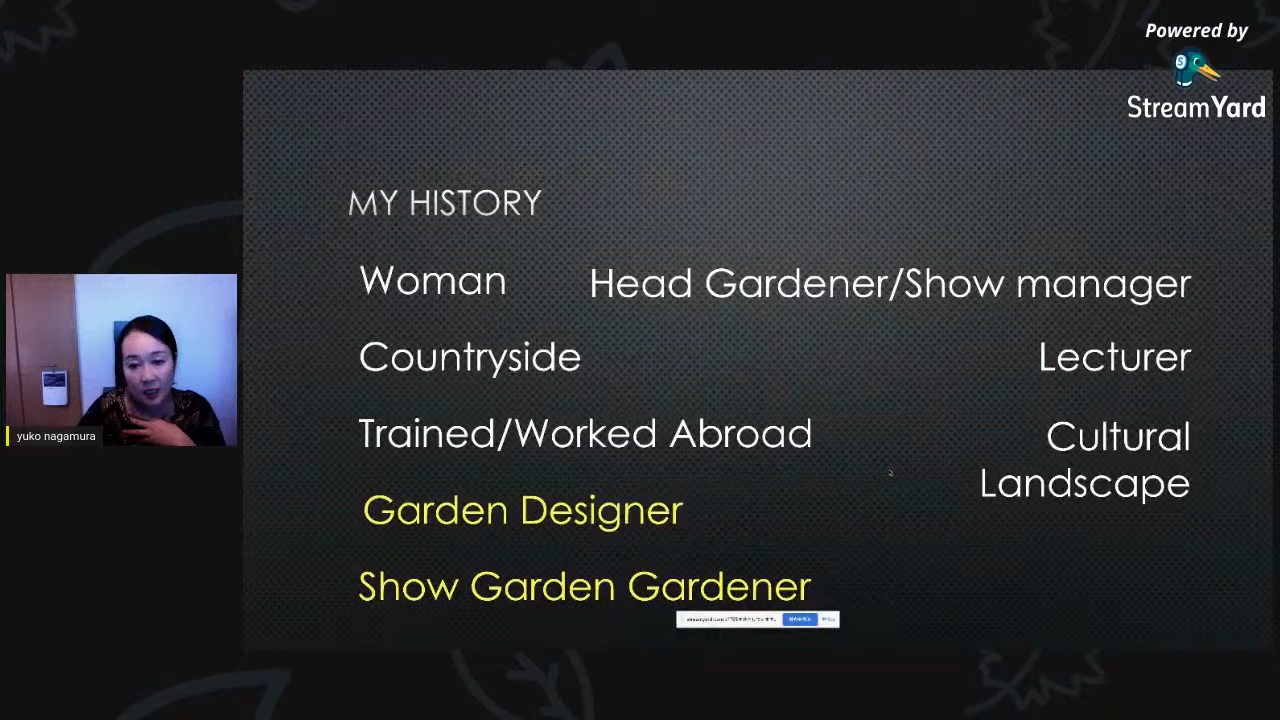 Powered by
StreamYard
MY HISTORY
Woman
Head Gardener/Show manager
Countryside
Lecturer
Trained/Worked Abroad
Cultural
Landscape
Garden Designer
Show Garden Gardener
yuko nagamura